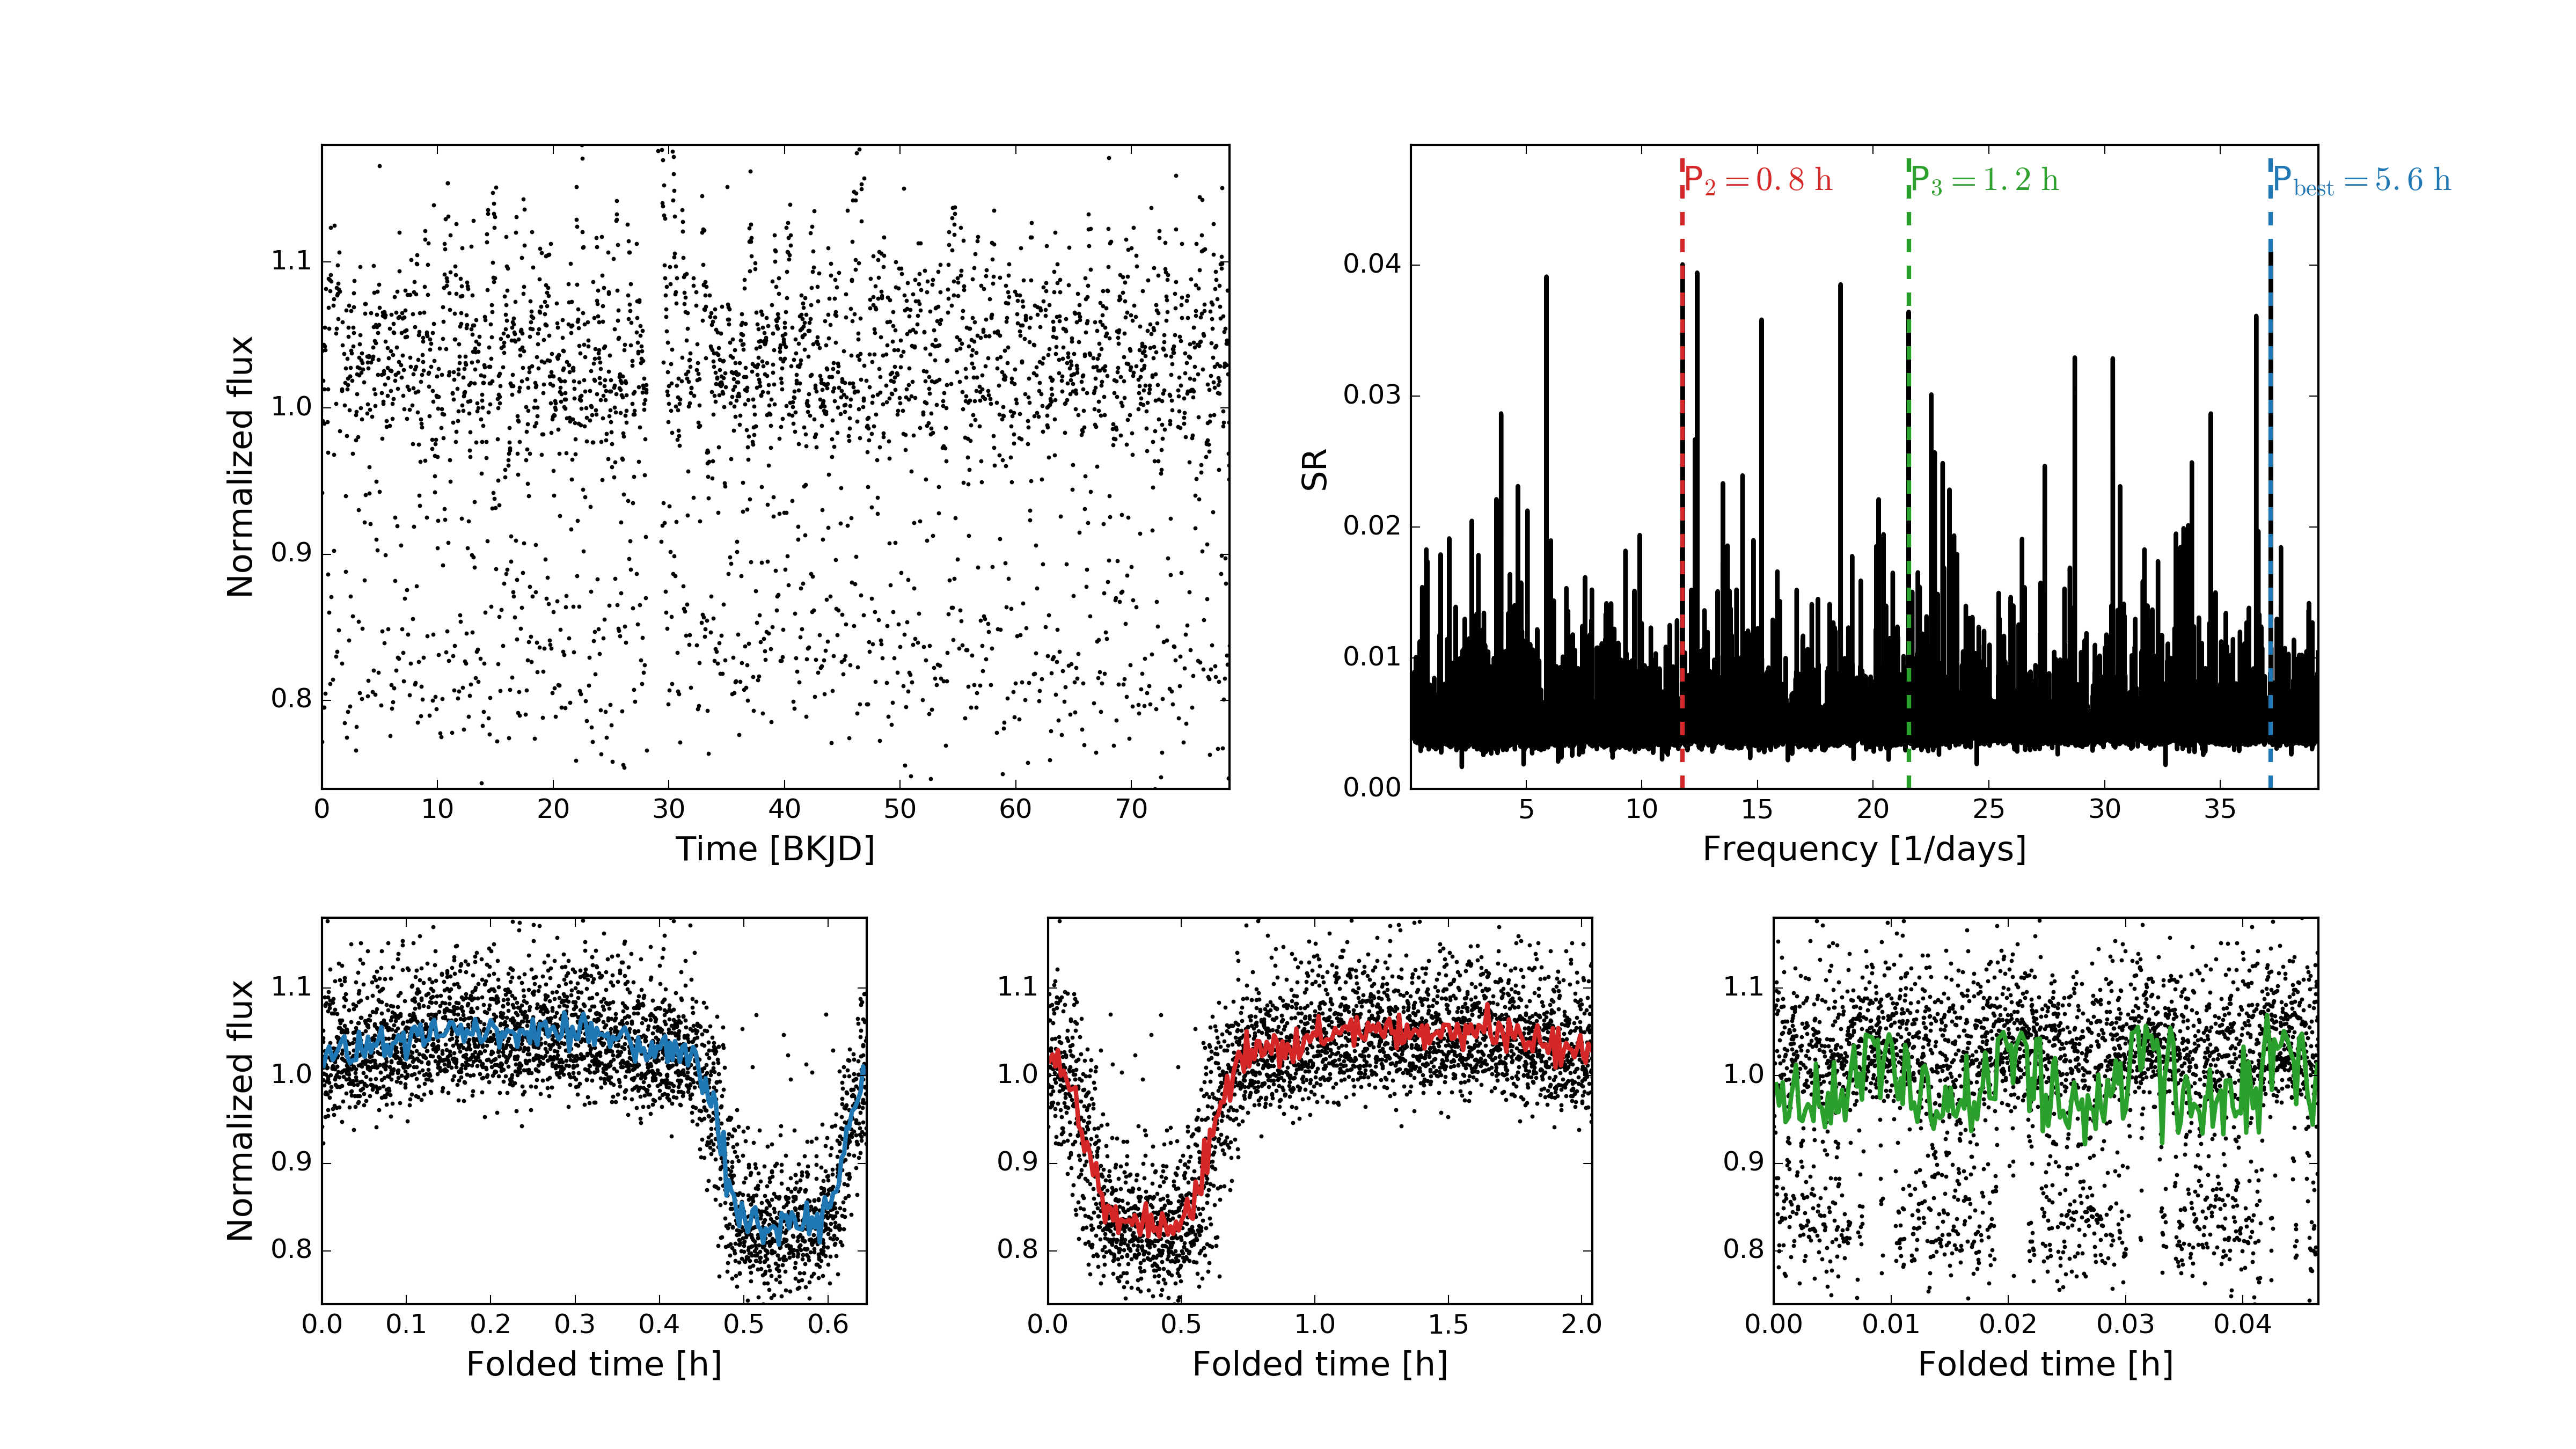 P2 = 0.8 h P3 = 1.2 h Pbest = 5.6 h
1.1
1.0
0.9
0.8
Normalized flux
0 10 20 30 40 50 60 70
Time [BKJD]
0.04
0.03
0.02
0.01
0.00
SR
5 10 15 20 25 30 35
Frequency [1/days]
1.1
1.0
0.9
0.8
Normalized flux
0.0 0.1 0.2 0.3 0.4 0.5 0.6
Folded time [h]
1.1
1.0
0.9
0.8
0.0 0.5 1.0 1.5 2.0
Folded time [h]
1.1
1.0
0.9
0.8
0.00 0.01 0.02 0.03 0.04
Folded time [h]